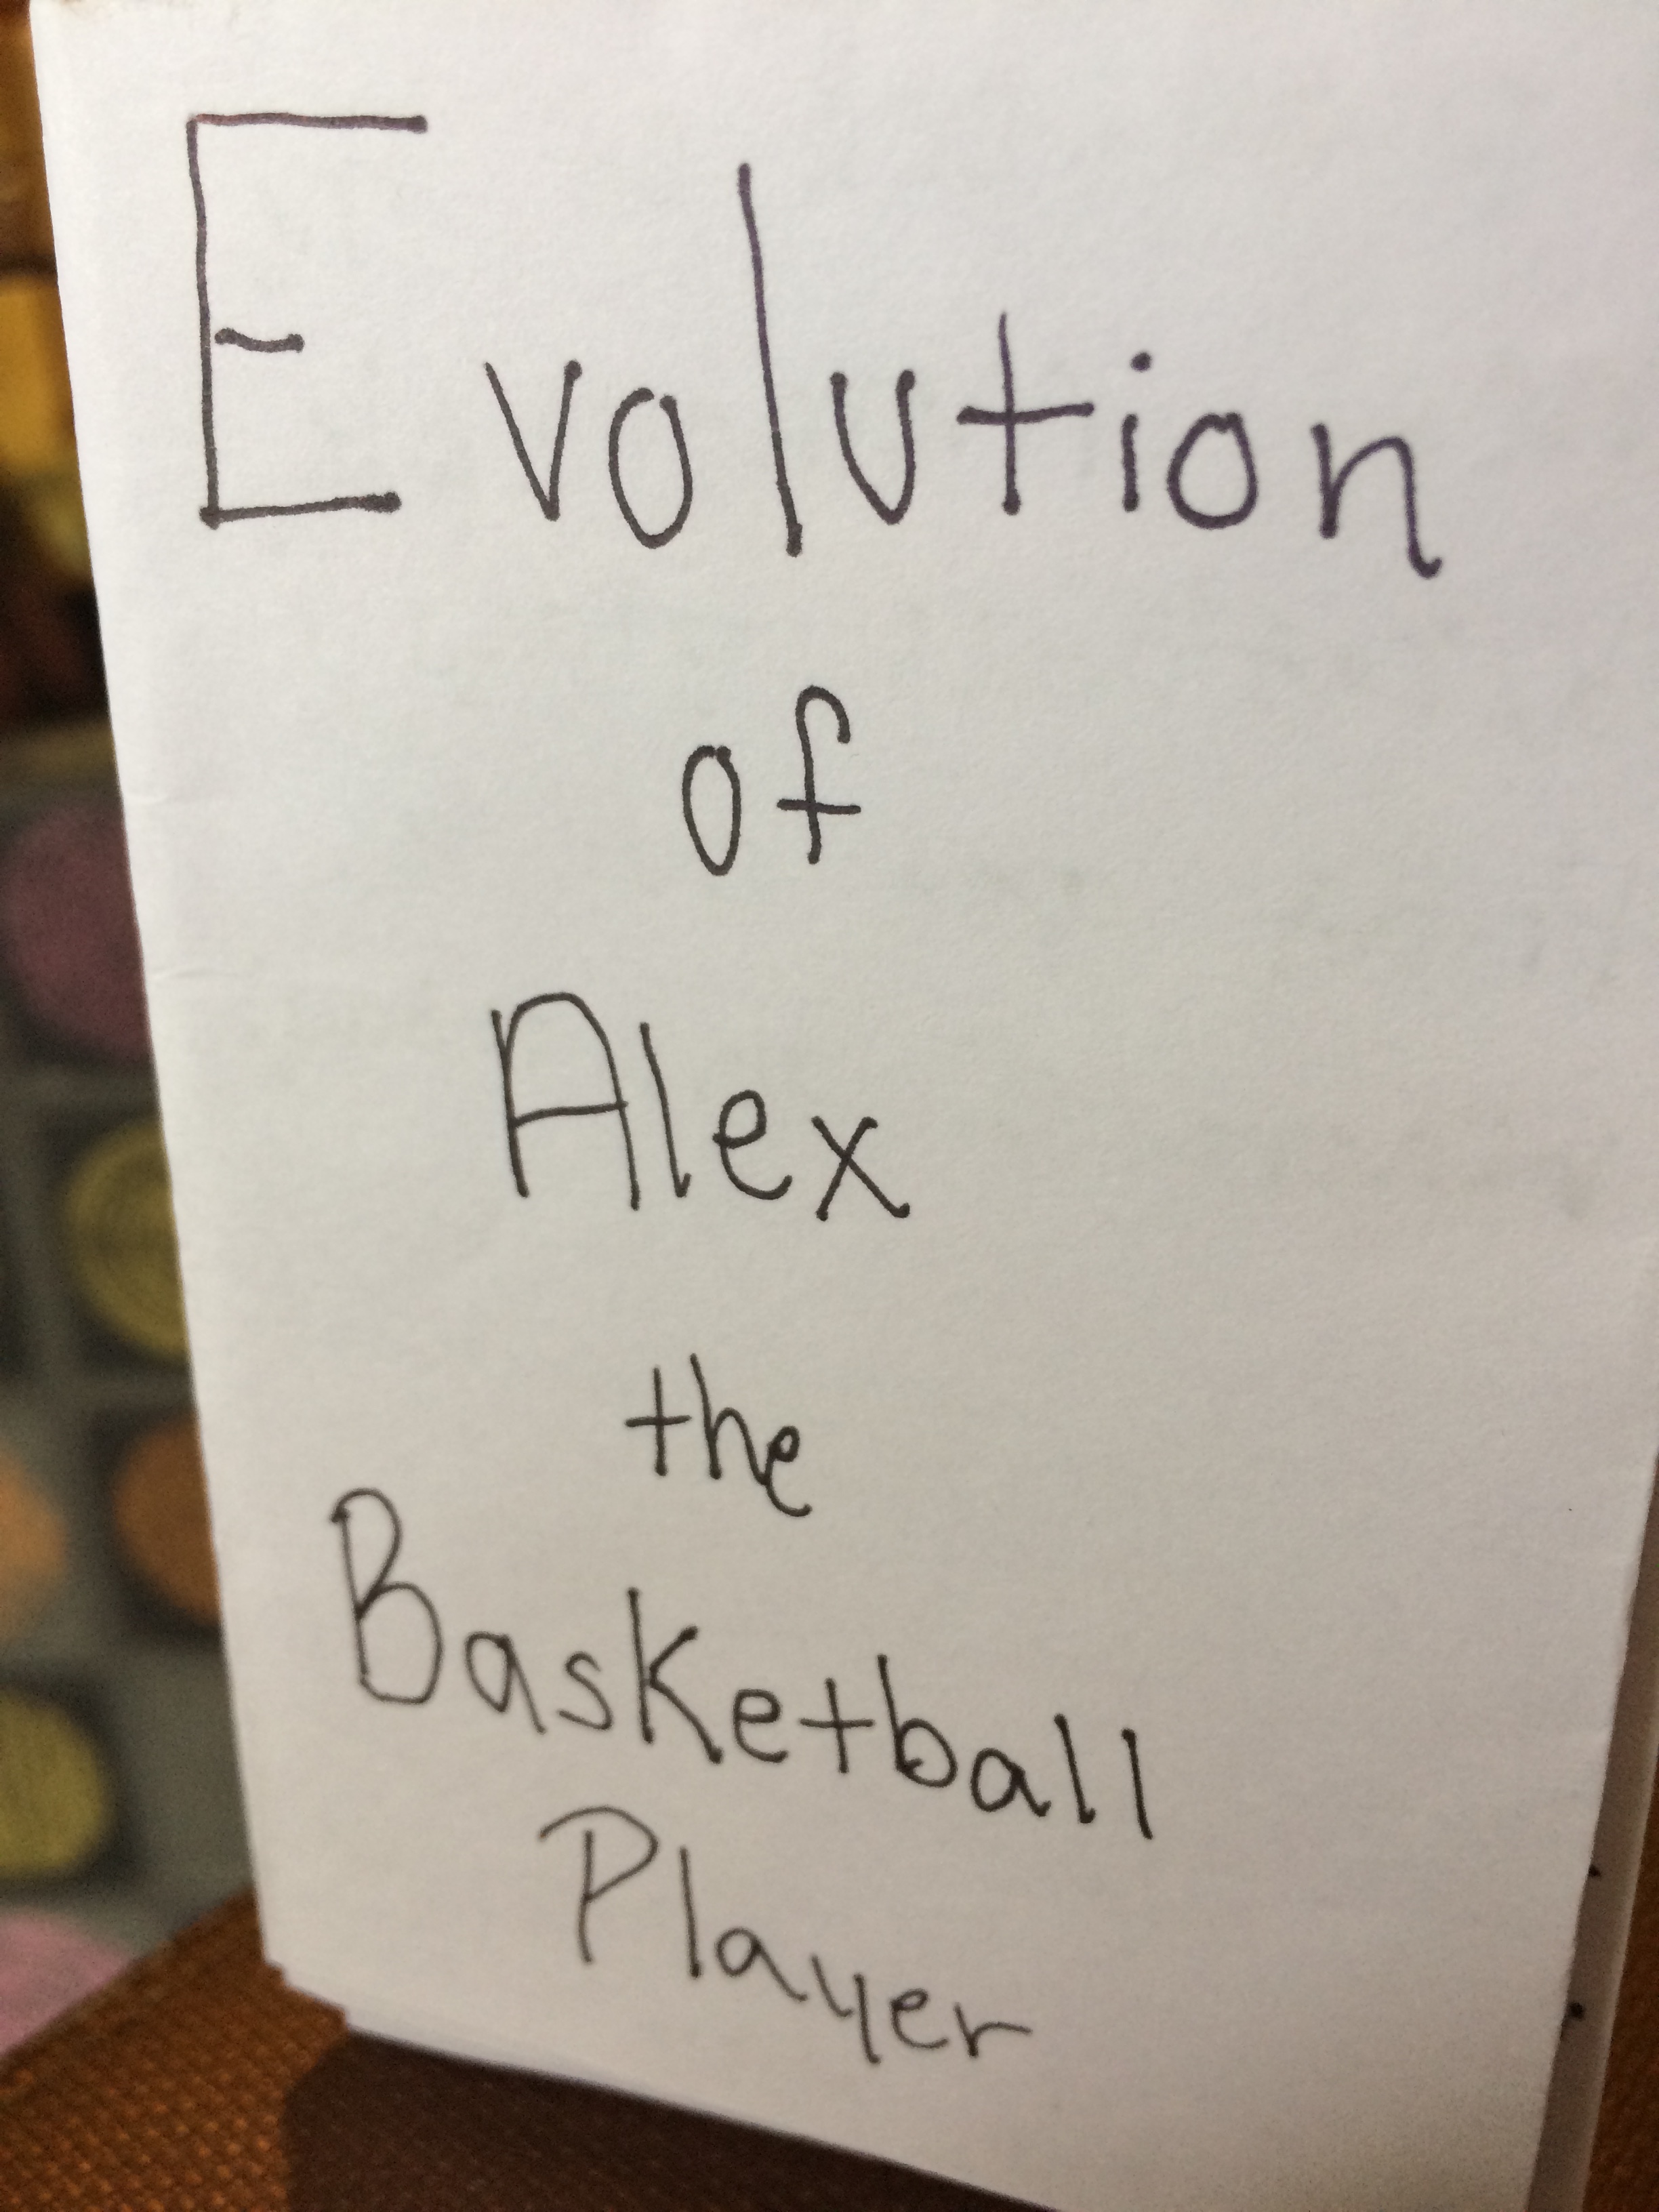 Evolution
of
Alex
the
Basketball
Player